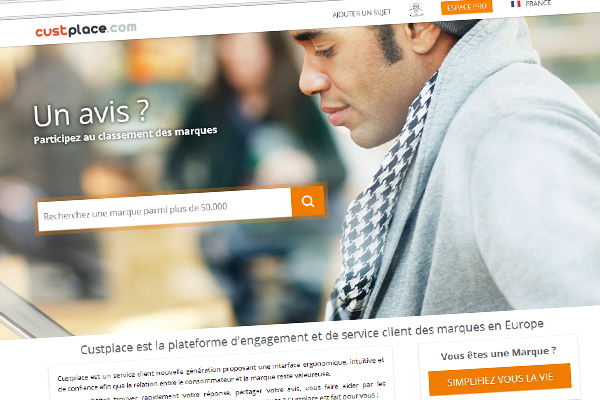 custplace.com
AJOUTER UN SUJET
ESPACE PRO
FRANCE
Un avis ?
Participez au classement des marques
Recherchez une marque parmi plus de 50.000
Custplace est la plateforme d'engagement et de service client des marques en Europe
Custplace est un service client nouvelle génération proposant une interface ergonomique, intuitive et
de confiance afin que la relation entre le consommateur et la marque reste valeureuse.
trouver rapidement votre réponse, partager votre avis, vous faire aider par les
Custplace est fait pour vous :
Vous êtes une Marque ?
SIMPLIFIEZ VOUS LA VIE